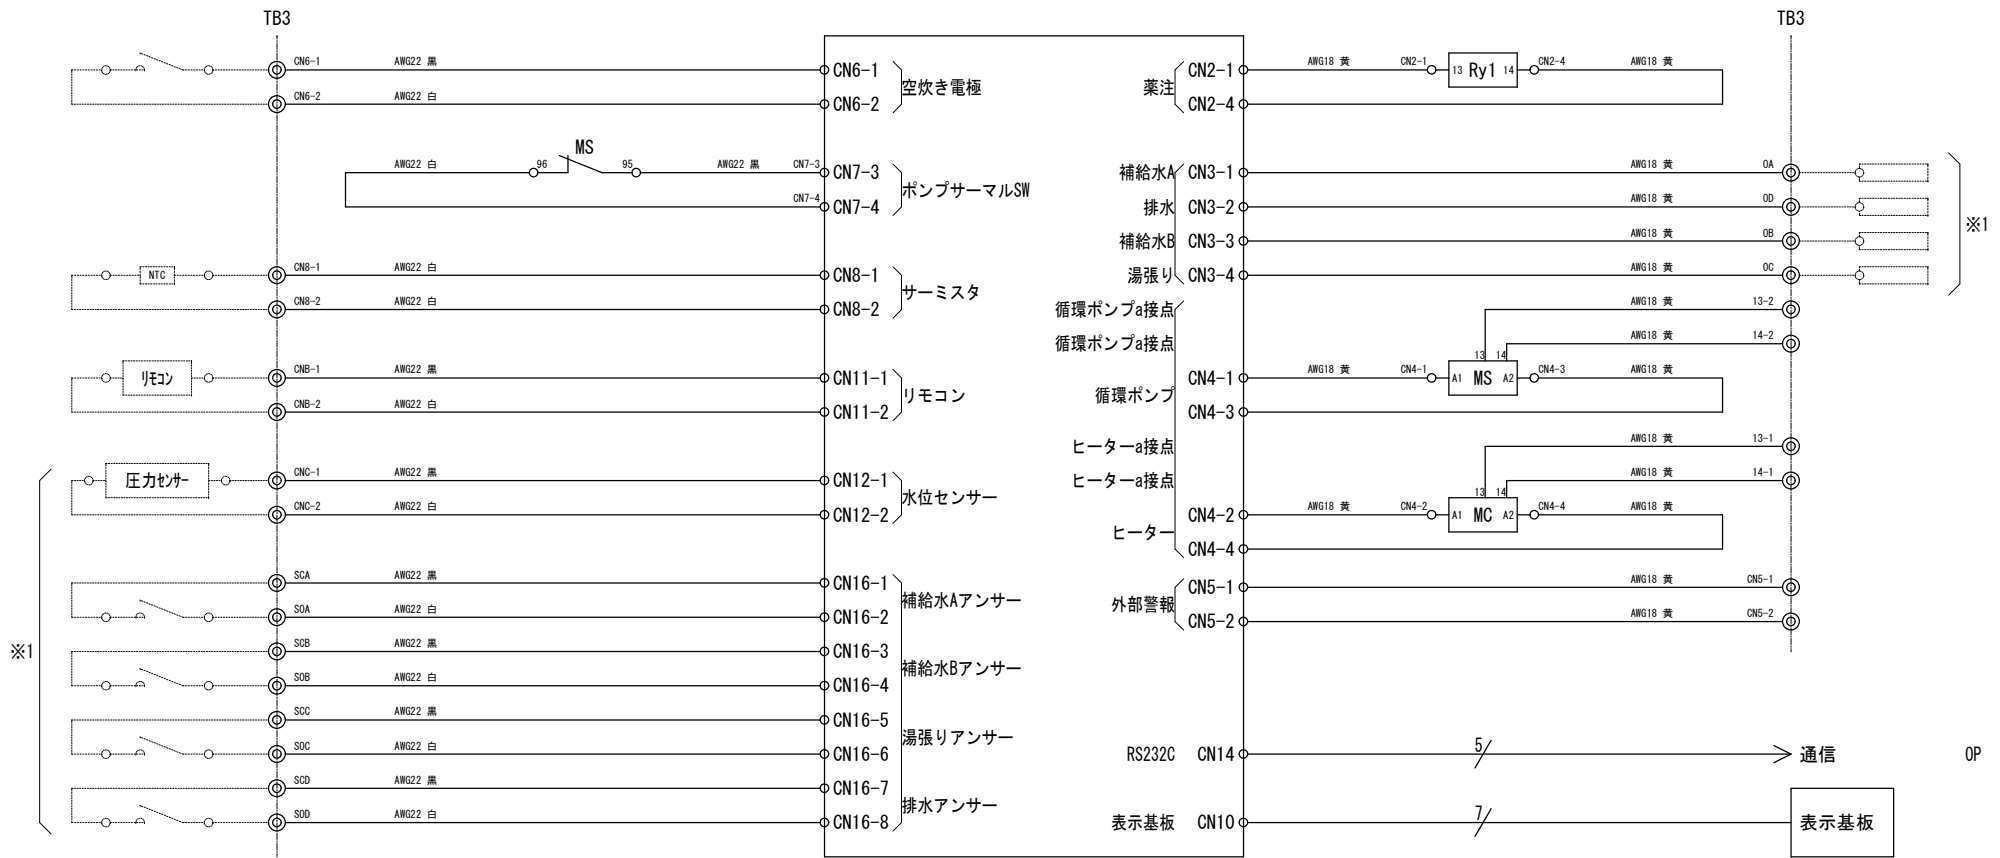 TB3
TB3
CN6-1 AWG22 黒 CN6-1
CN6-2 AWG22 白 CN6-2
空炊き電極
MS
AWG22 白 96 95 AWG22 黒 CN7-3 CN7-3
CN7-4 CN7-4
ポンプサーマルSW
NTC CN8-1 AWG22 白 CN8-1
CN8-2 AWG22 白 CN8-2
サーミスタ
リモコン CNB-1 AWG22 黒 CN11-1
CNB-2 AWG22 白 CN11-2
リモコン
圧力センサー CNC-1 AWG22 黒 CN12-1
CNC-2 AWG22 白 CN12-2
水位センサー
SCA AWG22 黒 CN16-1
SOA AWG22 白 CN16-2
補給水Aアンサー
※1
SCB AWG22 黒 CN16-3
SOB AWG22 白 CN16-4
補給水Bアンサー
SCC AWG22 黒 CN16-5
SOC AWG22 白 CN16-6
湯張りアンサー
SCD AWG22 黒 CN16-7
SOD AWG22 白 CN16-8
排水アンサー
薬注
CN2-1 AWG18 黄 CN2-1 13 Ry1 14 CN2-4 AWG18 黄
CN2-4
補給水A CN3-1 AWG18 黄 OA
排水 CN3-2 AWG18 黄 OD
※1
補給水B CN3-3 AWG18 黄 OB
湯張り CN3-4 AWG18 黄 OC
循環ポンプa接点 AWG18 黄 13-2
循環ポンプa接点 AWG18 黄 14-2
13 14
CN4-1 AWG18 黄 CN4-1 A1 MS A2 CN4-3 AWG18 黄
循環ポンプ
CN4-3
ヒーターa接点 AWG18 黄 13-1
ヒーターa接点 AWG18 黄 14-1
13 14
CN4-2 AWG18 黄 CN4-2 A1 MC A2 CN4-4 AWG18 黄
ヒーター
CN4-4
CN5-1 AWG18 黄 CN5-1
外部警報
CN5-2 AWG18 黄 CN5-2
RS232C CN14 5 通信 OP
表示基板 CN10 7 表示基板